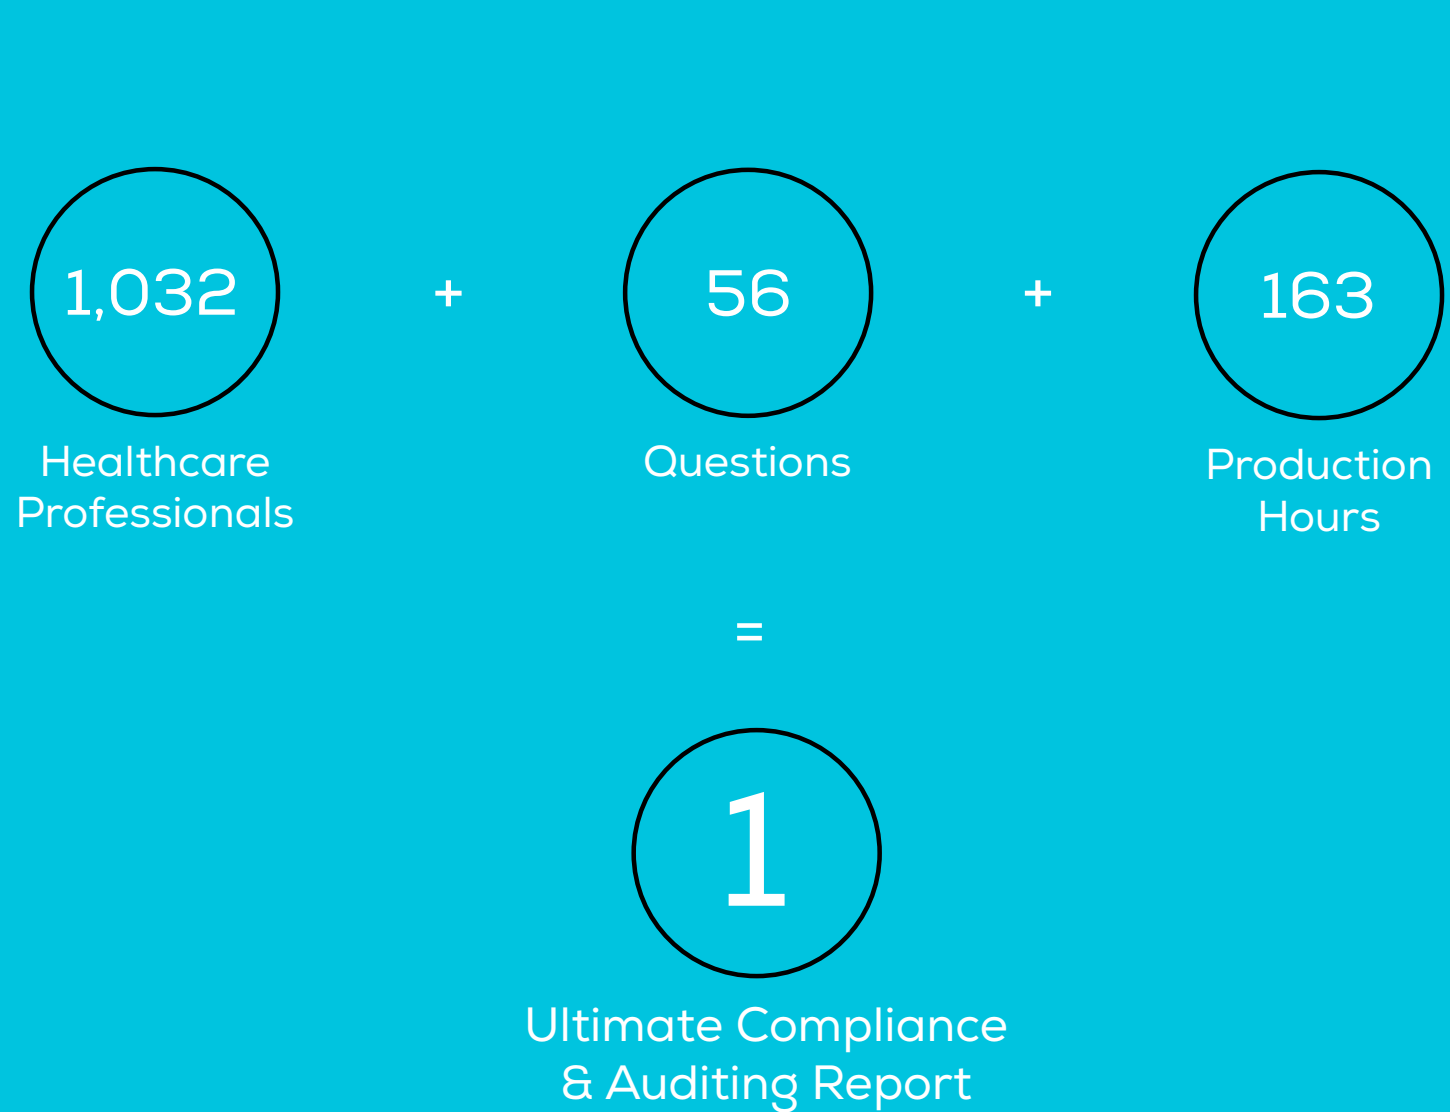 1,032
+
56
+
163
Healthcare
Professionals
Questions
Production
Hours
=
1
Ultimate Compliance
& Auditing Report